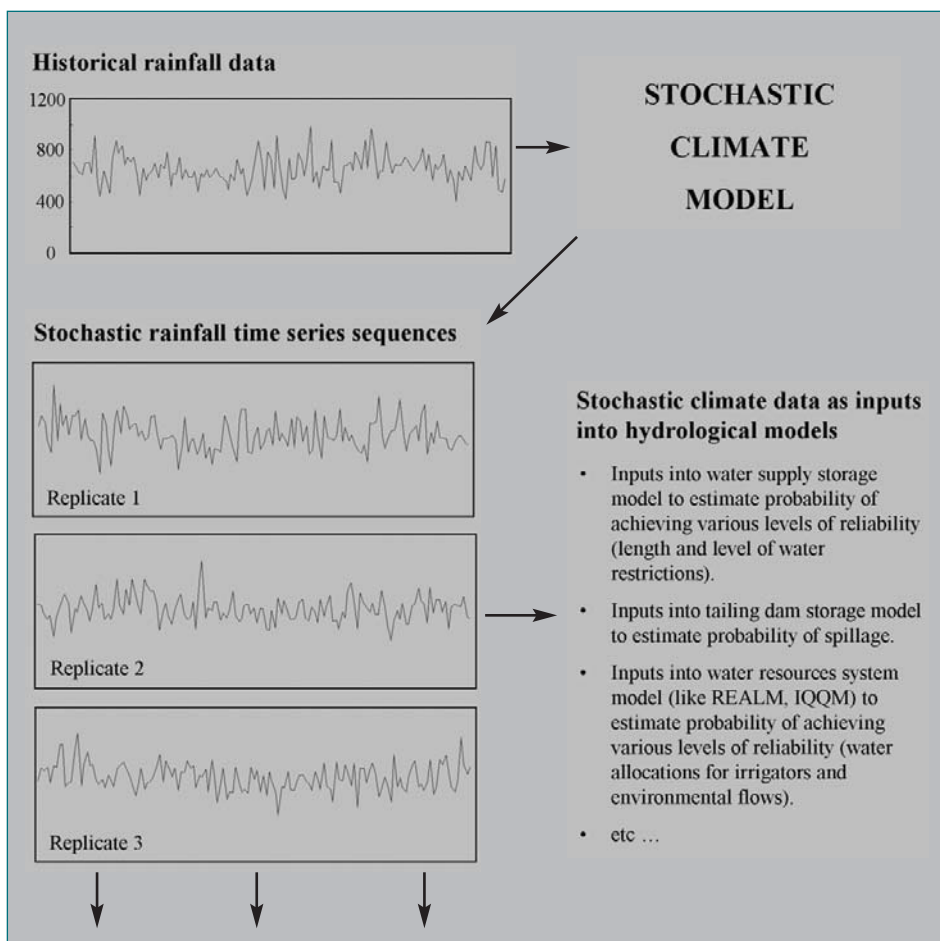 Historical rainfall data
1200
800
400
0
STOCHASTIC
CLIMATE
MODEL
Stochastic rainfall time series sequences
Replicate 1
Replicate 2
Replicate 3
Stochastic climate data as inputs
into hydrological models
• Inputs into water supply storage
model to estimate probability of
achieving various levels of reliability
(length and level of water
restrictions).
• Inputs into tailing dam storage model
to estimate probability of spillage.
• Inputs into water resources system
model (like REALM, IQQM) to
estimate probability of achieving
various levels of reliability (water
allocations for irrigators and
environmental flows).
• etc ...